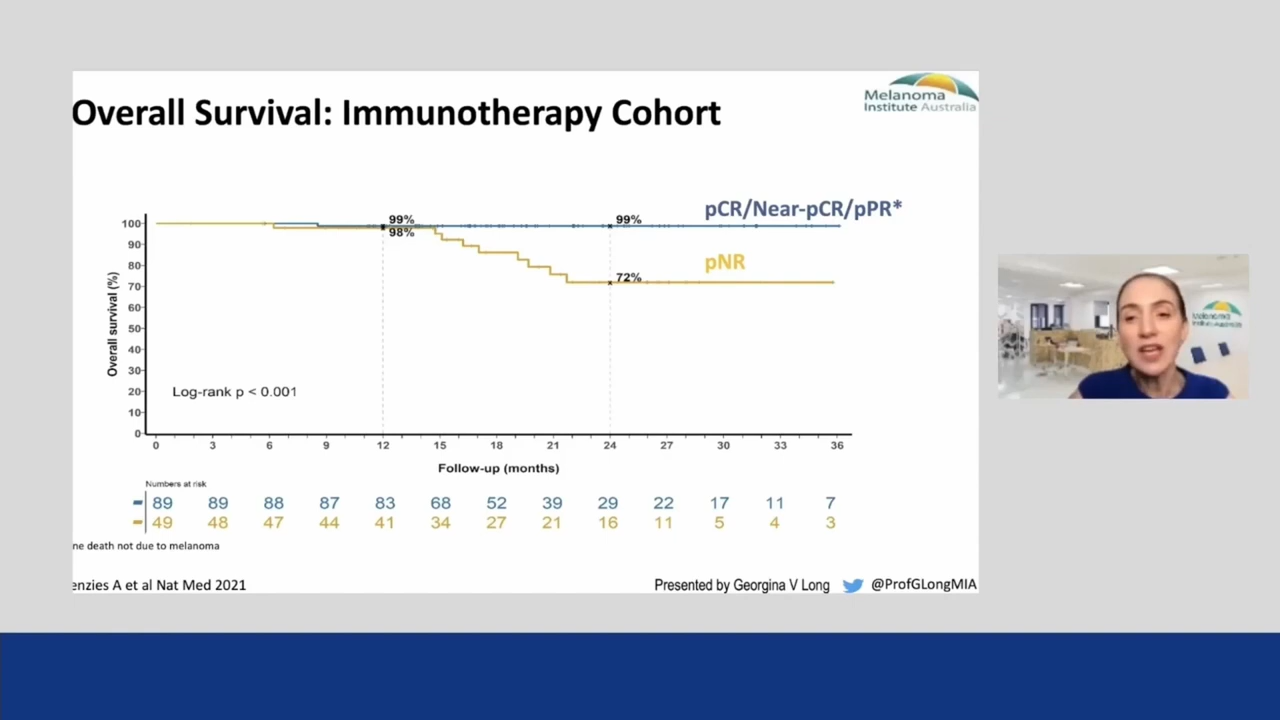 Overall Survival: Immunotherapy Cohort
Melanoma
Institute Australia
pCR/Near-pCR/pPR*
pNR
99%
98%
99%
72%
Overall survival (%)
100
90
80
70
60
50
40
30
20
10
0
Log-rank p < 0.001
0 3 6 9 12 15 18 21 24 27 30 33 36
Follow-up (months)
Numbers at risk
89 89 88 87 83 68 52 39 29 22 17 11 7
49 48 47 44 41 34 27 21 16 11 5 4 3
ne death not due to melanoma
enzies A et al Nat Med 2021
Presented by Georgina V Long @ProfGLongMIA
Melanoma
Institute Australia